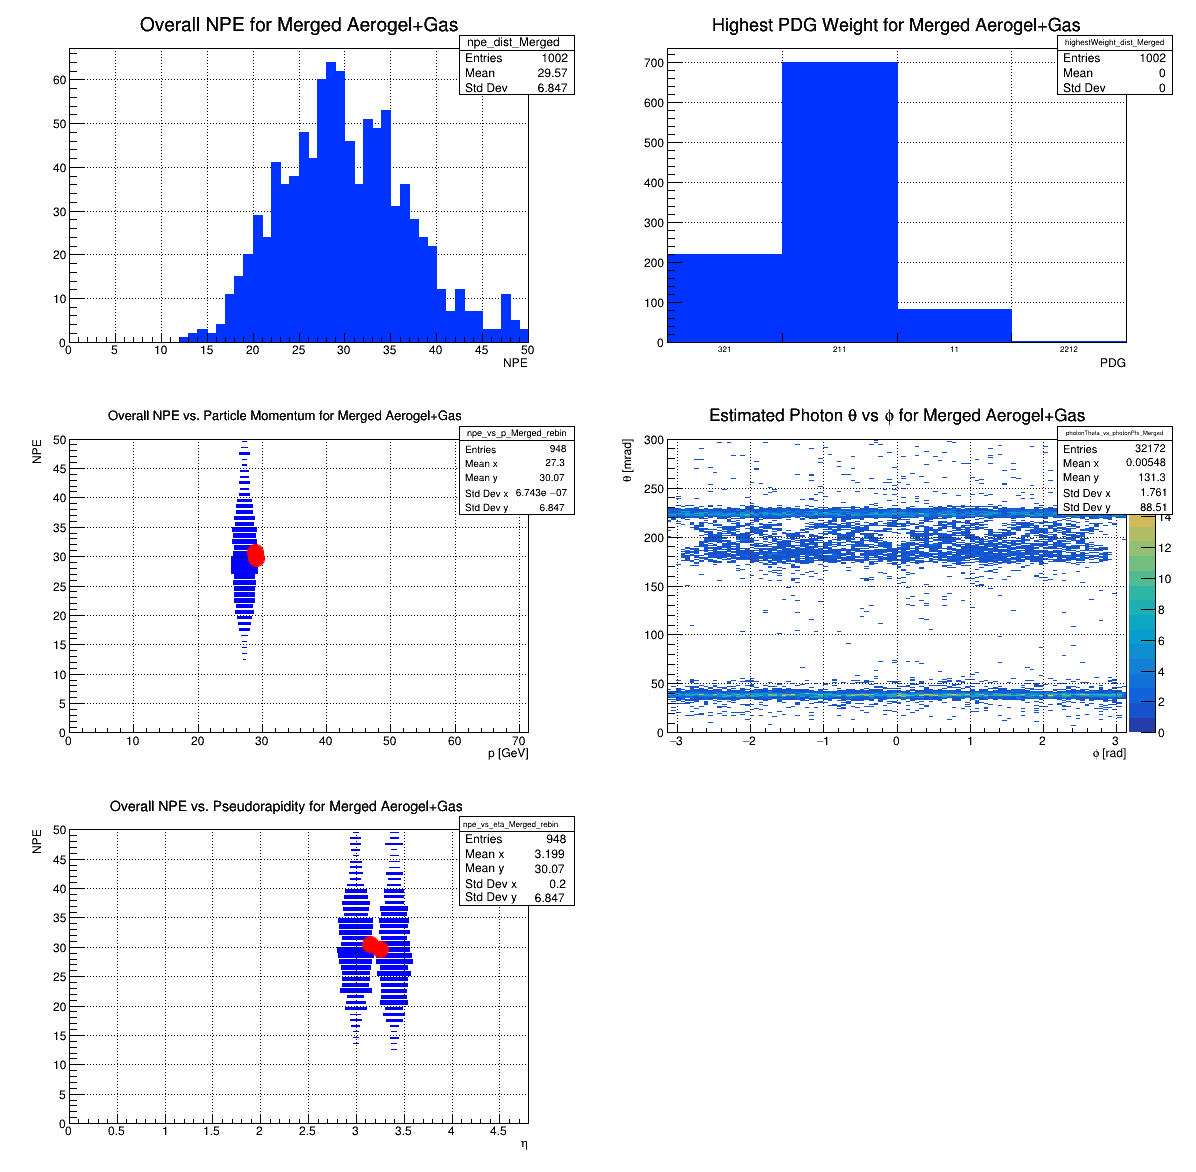 Overall NPE for Merged Aerogel+Gas
npe_dist_Merged
Entries 1002
Mean 29.57
Std Dev 6.847
60
50
40
30
20
10
0
0 5 10 15 20 25 30 35 40 45 50
NPE
Highest PDG Weight for Merged Aerogel+Gas
highestWeight_dist_Merged
Entries 1002
Mean 0
Std Dev 0
700
600
500
400
300
200
100
0
321 211 11 2212
PDG
Overall NPE vs. Particle Momentum for Merged Aerogel+Gas
npe_vs_p_Merged_rebin
Entries 948
Mean x 27.3
Mean y 30.07
Std Dev x 6.743e −07
Std Dev y 6.847
NPE
50
45
40
35
30
25
20
15
10
5
0
0 10 20 30 40 50 60 70
p [GeV]
Estimated Photon θ vs ϕ for Merged Aerogel+Gas
photonTheta_vs_photonPhi_Merged
Entries 32172
Mean x 0.00548
Mean y 131.3
Std Dev x 1.761
Std Dev y 88.51
θ [mrad]
300
250
200
150
100
50
0
−3 −2 −1 0 1 2 3
ϕ [rad]
14
12
10
8
6
4
2
0
Overall NPE vs. Pseudorapidity for Merged Aerogel+Gas
npe_vs_eta_Merged_rebin
Entries 948
Mean x 3.199
Mean y 30.07
Std Dev x 0.2
Std Dev y 6.847
NPE
50
45
40
35
30
25
20
15
10
5
0
0 0.5 1 1.5 2 2.5 3 3.5 4 4.5
η